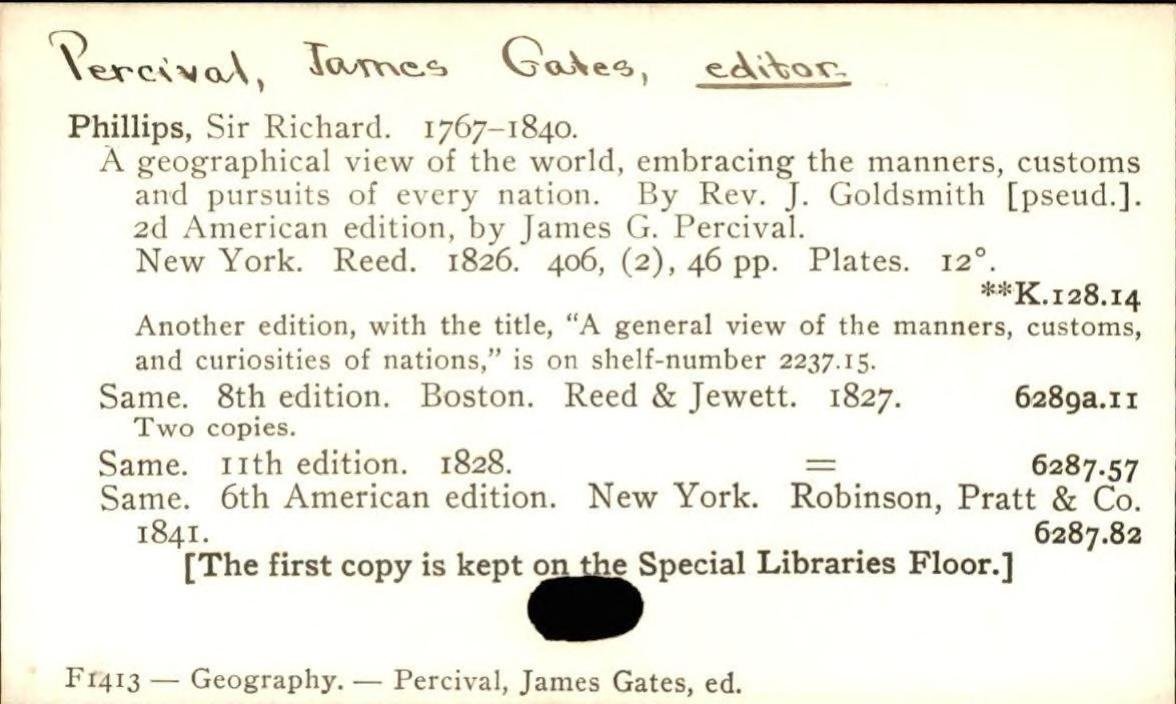 Percival, James Gates, editor.
Phillips, Sir Richard. 1767–1840.
A geographical view of the world, embracing the manners, customs
and pursuits of every nation. By Rev. J. Goldsmith [pseud.].
2d American edition, by James G. Percival.
New York. Reed. 1826. 406, (2), 46 pp. Plates. 12°.
**K.128.14
Another edition, with the title, “A general view of the manners, customs,
and curiosities of nations,” is on shelf-number 2237.15.
Same. 8th edition. Boston. Reed & Jewett. 1827. 6289a.11
Two copies.
Same. 11th edition. 1828. = 6287.57
Same. 6th American edition. New York. Robinson, Pratt & Co.
1841. 6287.82
[The first copy is kept on the Special Libraries Floor.]
F1413 — Geography. — Percival, James Gates, ed.